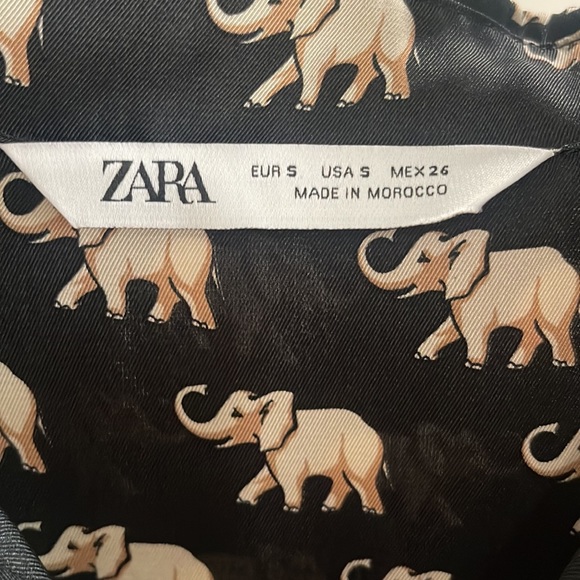 ZARA
EUR S USA S MEX 26
MADE IN MOROCCO